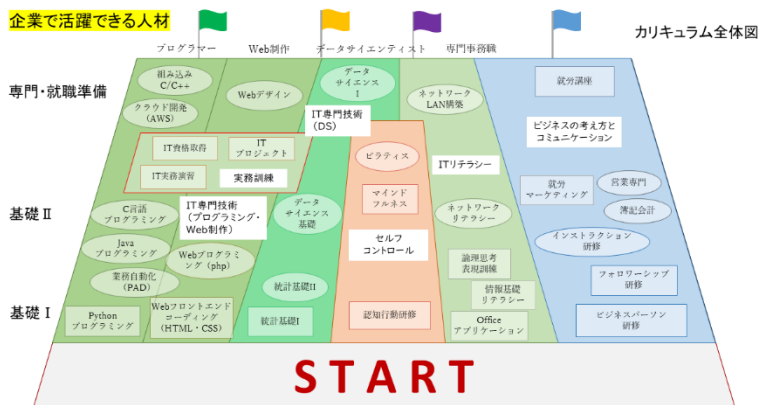 企業で活躍できる人材
カリキュラム全体図
プログラマー
Web制作
データサイエンティスト
専門事務職
専門・就職準備
組み込み
C/C++
クラウド開発
(AWS)
Webデザイン
データ
サイエンス
I
ネットワーク
LAN構築
就分講座
IT専門技術
(DS)
ビジネスの考え方と
コミュニケーション
IT資格取得
IT
プロジェクト
IT実務演習
実務訓練
ピラティス
ITリテラシー
マインド
フルネス
就分
マーケティング
営業専門
簿記会計
基礎Ⅱ
C言語
プログラミング
IT専門技術
(プログラミング・
Web制作)
データ
サイエンス
基礎
ネットワーク
リテラシー
Java
プログラミング
Webプログラミ
ング(php)
セルフ
コントロール
インストラクション
研修
業務自動化
(PAD)
統計基礎II
論理思考
表現訓練
情報基礎
リテラシー
フォロワーシップ
研修
基礎Ⅰ
Python
プログラミング
Webフロントエンド
コーディング
(HTML・CSS)
統計基礎I
認知行動研修
Office
アプリケーション
ビジネスパーソン
研修
START